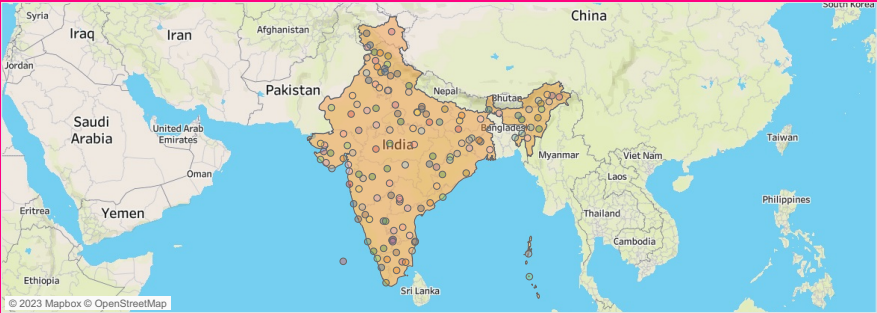 South Korea
Syria
China
Iraq
Iran
Afghanistan
Jordan
Pakistan
Nepal
Bhutan
Saudi
Arabia
United Arab
Emirates
India
Bangladesh
Taiwan
Oman
Myanmar
Viet Nam
Laos
Eritrea
Yemen
Thailand
Philippines
Cambodia
Ethiopia
Sri Lanka
© 2023 Mapbox © OpenStreetMap